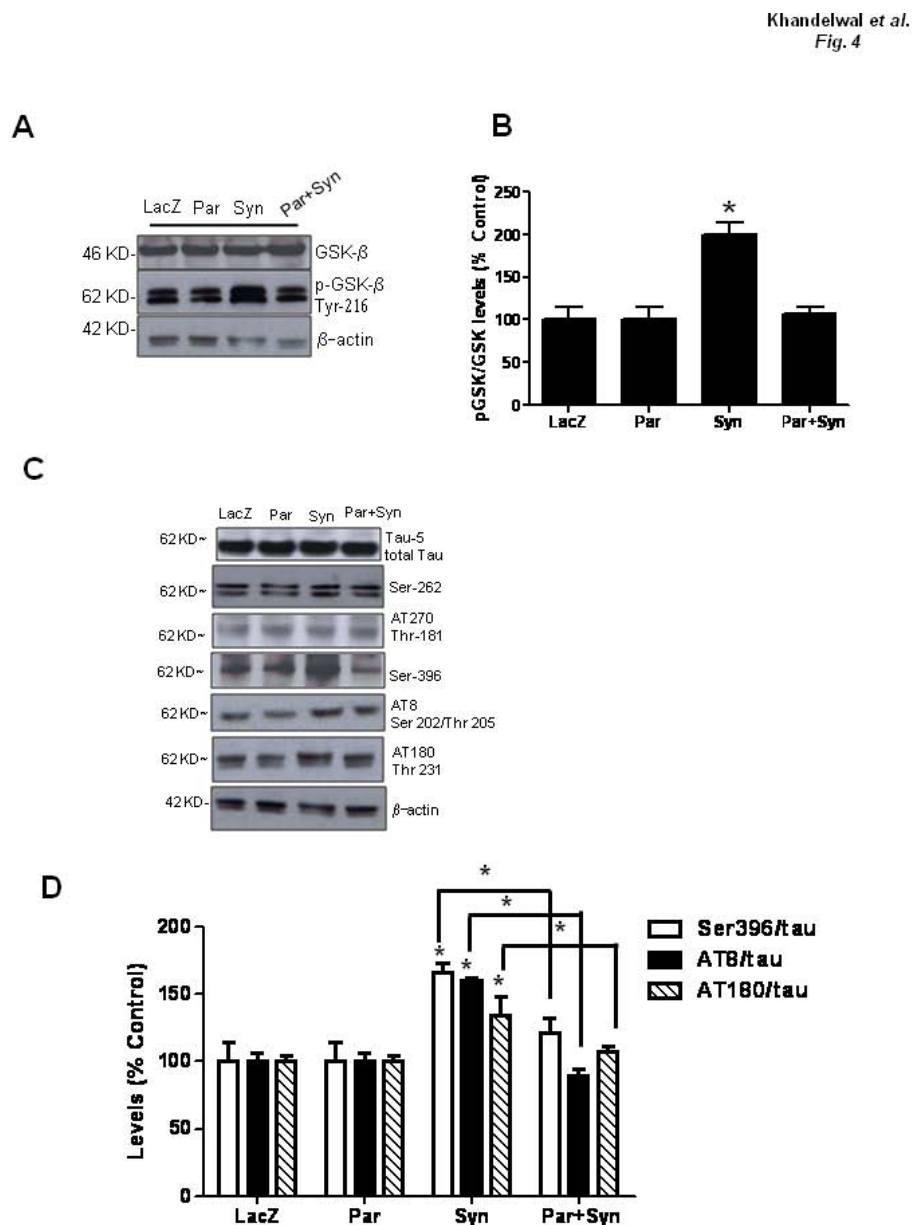 Khandelwal et al.
Fig. 4
A
LacZ Par Syn Par+Syn
46 KD- GSK-β
62 KD- p-GSK-β
Tyr-216
42 KD- β-actin
B
pGSK/GSK levels (% Control)
250
200
150
100
50
0
*
LacZ Par Syn Par+Syn
C
LacZ Par Syn Par+Syn
62 KD~ Tau-5
total Tau
62 KD~ Ser-262
62 KD~ AT270
Thr-181
62 KD~ Ser-396
62 KD~ AT8
Ser 202/Thr 205
62 KD~ AT180
Thr 231
42 KD- β-actin
D
Levels (% Control)
200
150
100
50
0
*
*
*
* * *
Ser396/tau
AT8/tau
AT180/tau
LacZ Par Syn Par+Syn